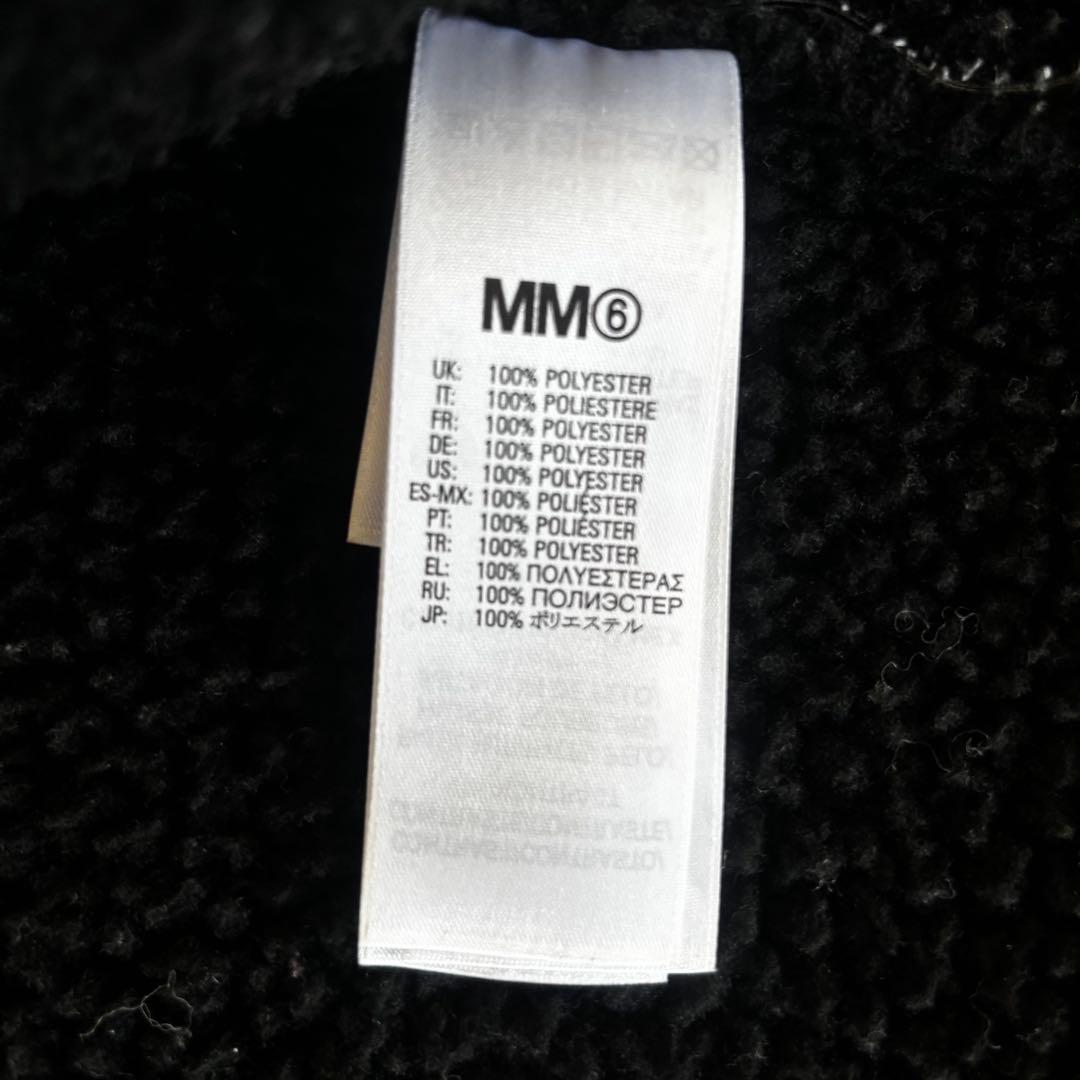 MM⑥
UK: 100% POLYESTER
IT: 100% POLIESTERE
FR: 100% POLYESTER
DE: 100% POLYESTER
US: 100% POLYESTER
ES-MX: 100% POLIÉSTER
PT: 100% POLIÉSTER
TR: 100% POLYESTER
EL: 100% ΠΟΛΥΕΣΤΕΡΑΣ
RU: 100% ПОЛИЭСТЕР
JP: 100% ポリエステル